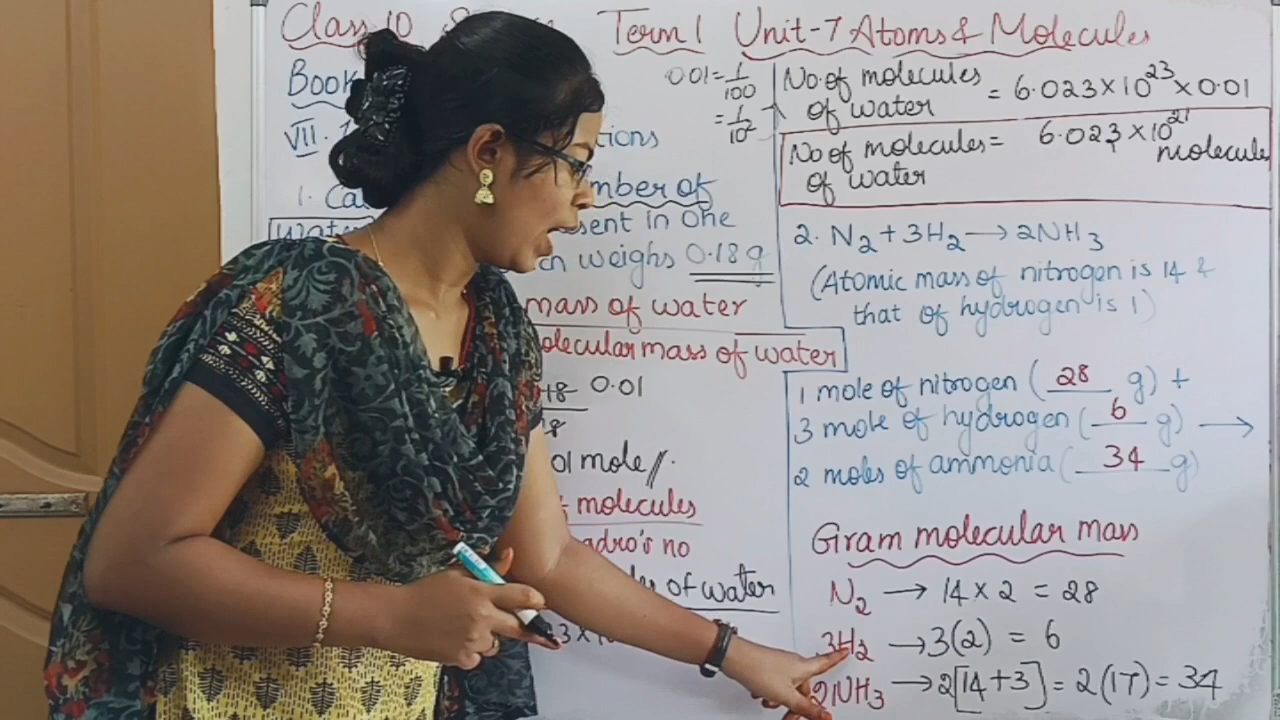 Class 10 Term 1 Unit-7 Atoms & Molecules
Book
VII.
1.
mber of
Water
sent in one
weighs 0.18 g
mass of water
olecular mass of water
18 0.01
01 mole //.
molecules
adro's no
of water
0.01 = 1/100
= 1/10²
No. of molecules of water = 6.023 × 10²³ × 0.01
No of molecules = 6.023 × 10²¹
of water molecule
2. N₂ + 3H₂ → 2NH₃
(Atomic mass of nitrogen is 14 &
that of hydrogen is 1)
1 mole of nitrogen (28 g) +
3 mole of hydrogen (6 g) →
2 moles of ammonia (34 g)
Gram molecular mass
N₂ → 14 × 2 = 28
3H₂ → 3(2) = 6
2NH₃ → 2[14+3] = 2(17) = 34